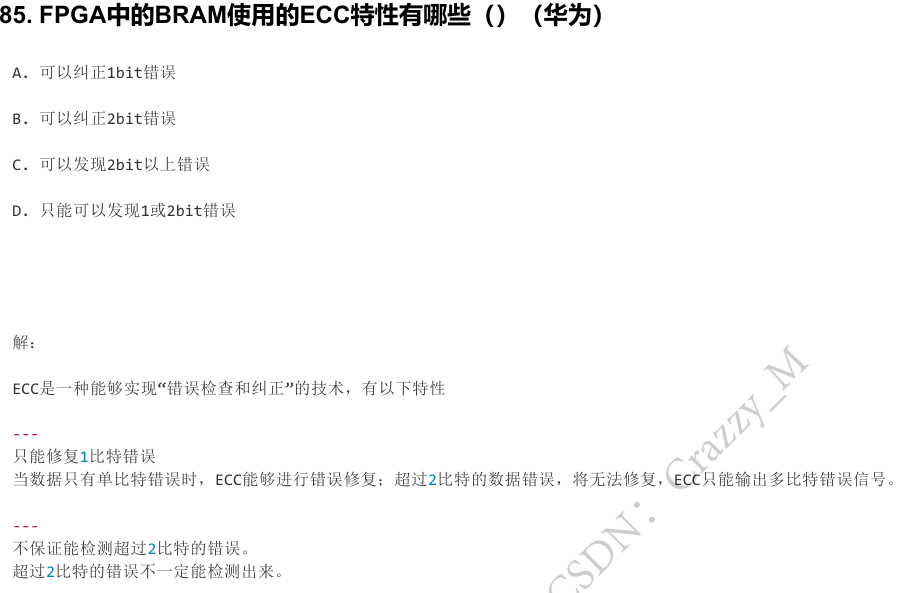 85. FPGA中的BRAM使用的ECC特性有哪些（）（华为）
A. 可以纠正1bit错误
B. 可以纠正2bit错误
C. 可以发现2bit以上错误
D. 只能可以发现1或2bit错误
解：
ECC是一种能够实现“错误检查和纠正”的技术，有以下特性
---
只能修复1比特错误
当数据只有单比特错误时，ECC能够进行错误修复；超过2比特的数据错误，将无法修复，ECC只能输出多比特错误信号。
---
不保证能检测超过2比特的错误。
超过2比特的错误不一定能检测出来。
CSDN：Crazzy_M